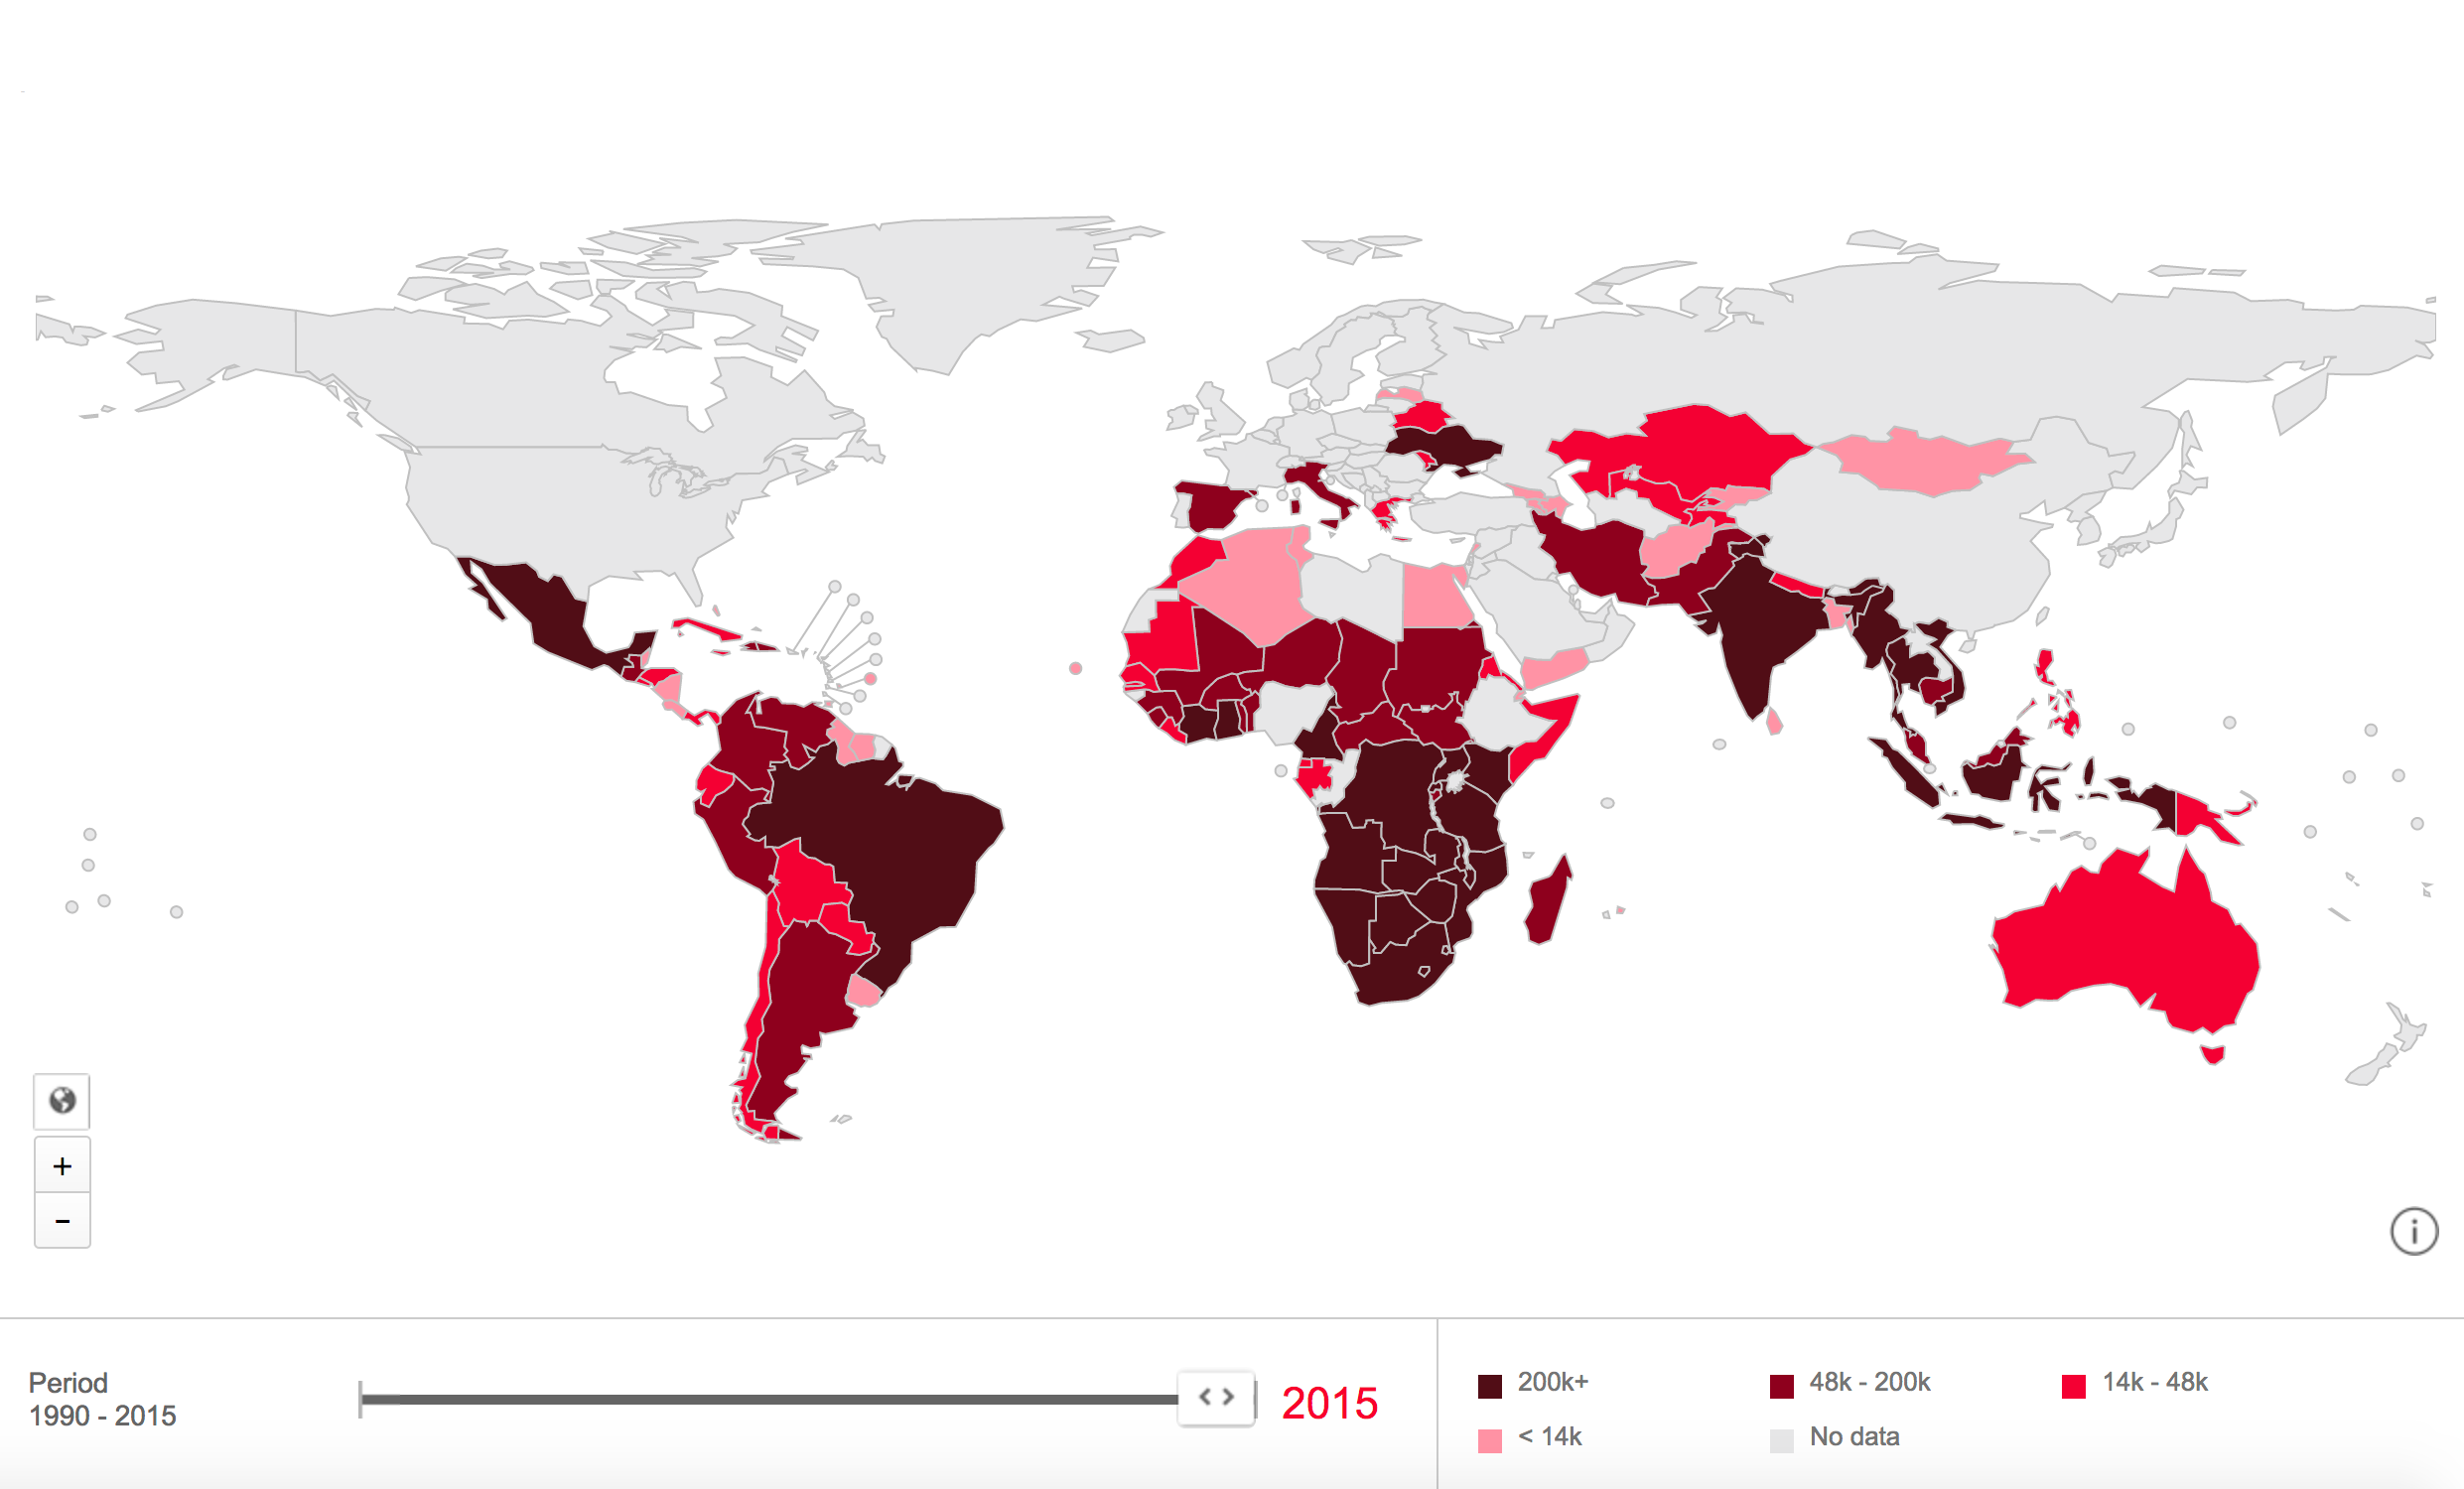 +
−
Period
1990 - 2015
< >
2015
200k+
48k - 200k
14k - 48k
< 14k
No data
i